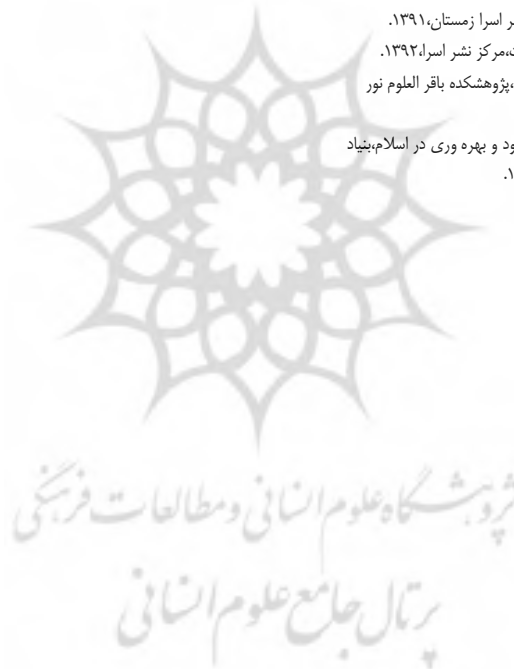 ر اسرا زمستان،۱۳۹۱.
ت،مرکز نشر اسرا،۱۳۹۲.
،پژوهشکده باقر العلوم نور
ود و بهره وری در اسلام،بنیاد
۱.
پژوهشگاه علوم انسانی و مطالعات فرهنگی
پرتال جامع علوم انسانی